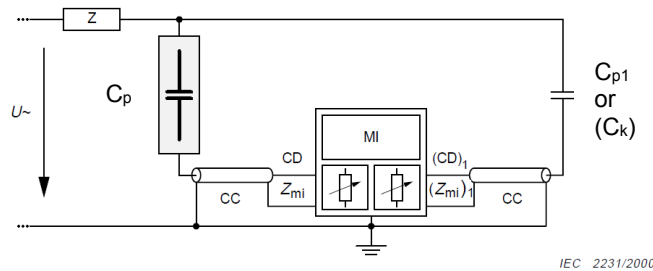 Z
U~
Cp
Cp1
or
(Ck)
MI
CD
(CD)1
Zmi
(Zmi)1
CC
CC
IEC 2231/2000